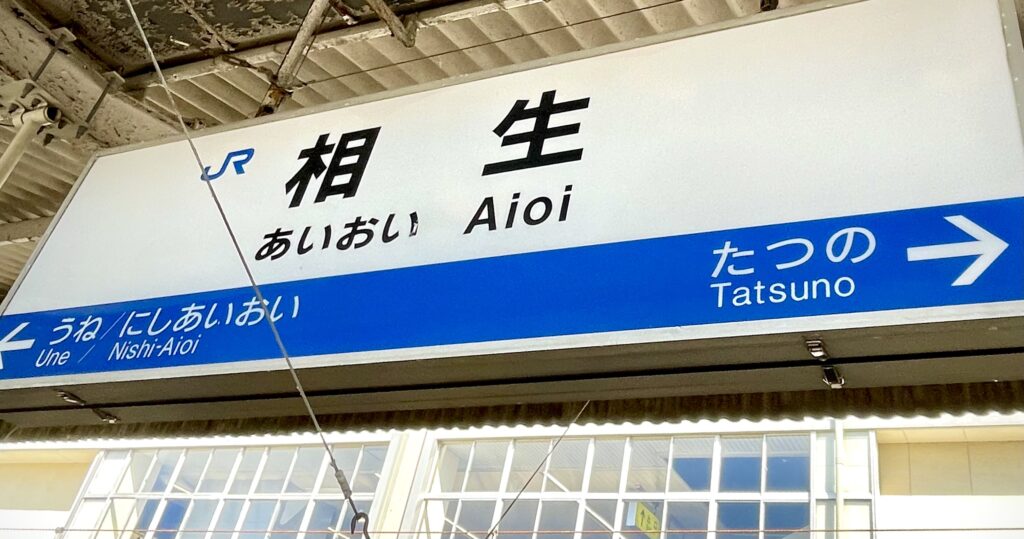 JR 相生
あいおい Aioi
← うね/にしあいおい
Une / Nishi-Aioi
たつの →
Tatsuno